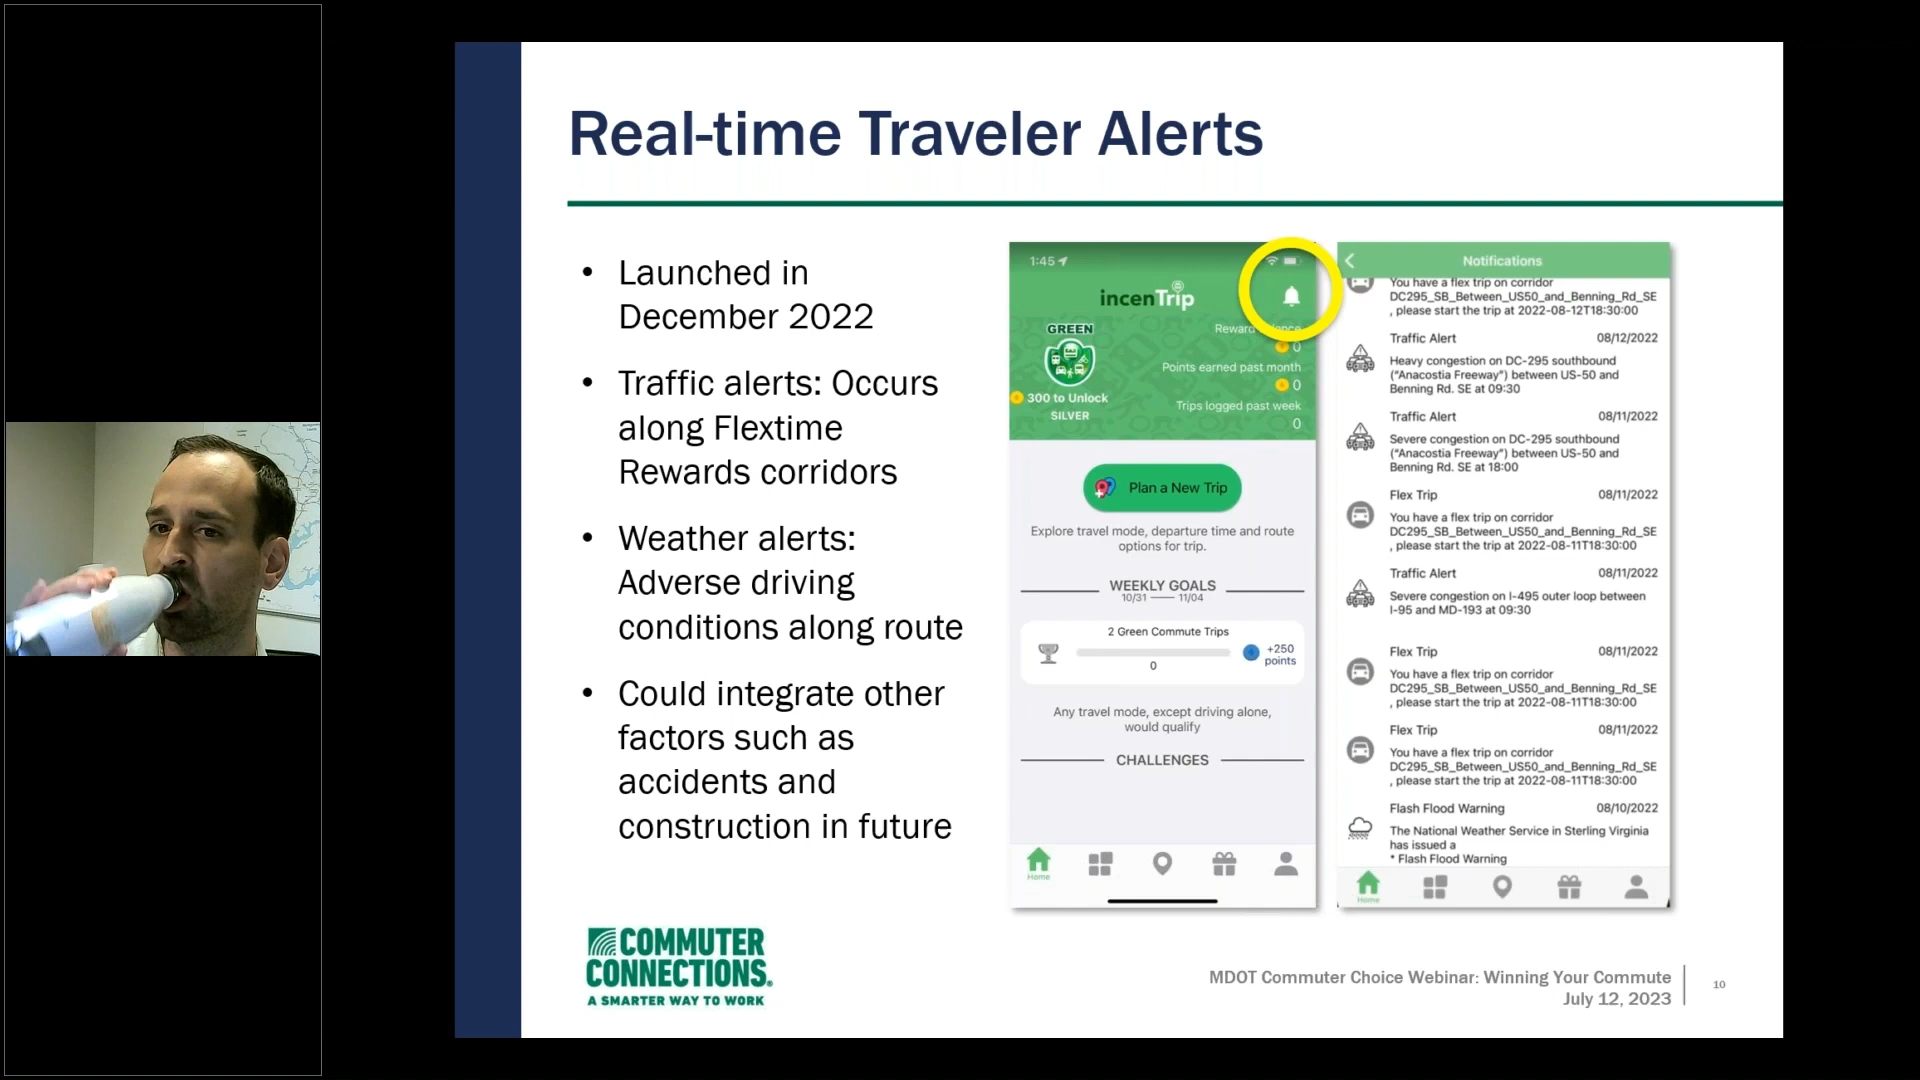 Real-time Traveler Alerts
• Launched in
December 2022
• Traffic alerts: Occurs
along Flextime
Rewards corridors
• Weather alerts:
Adverse driving
conditions along route
• Could integrate other
factors such as
accidents and
construction in future
1:45
incenTrip
GREEN
300 to Unlock
SILVER
0
Points earned past month
0
Trips logged past week
0
Plan a New Trip
Explore travel mode, departure time and route
options for trip.
WEEKLY GOALS
10/31 11/04
2 Green Commute Trips
0
+250
points
Any travel mode, except driving alone,
would qualify
CHALLENGES
Home
Notifications
You have a flex trip on corridor
DC295_SB_Between_US50_and_Benning_Rd_SE
, please start the trip at 2022-08-12T18:30:00
Traffic Alert 08/12/2022
Heavy congestion on DC-295 southbound
("Anacostia Freeway") between US-50 and
Benning Rd. SE at 09:30
Traffic Alert 08/11/2022
Severe congestion on DC-295 southbound
("Anacostia Freeway") between US-50 and
Benning Rd. SE at 18:00
Flex Trip 08/11/2022
You have a flex trip on corridor
DC295_SB_Between_US50_and_Benning_Rd_SE
, please start the trip at 2022-08-11T18:30:00
Traffic Alert 08/11/2022
Severe congestion on I-495 outer loop between
I-95 and MD-193 at 09:30
Flex Trip 08/11/2022
You have a flex trip on corridor
DC295_SB_Between_US50_and_Benning_Rd_SE
, please start the trip at 2022-08-11T18:30:00
Flex Trip 08/11/2022
You have a flex trip on corridor
DC295_SB_Between_US50_and_Benning_Rd_SE
, please start the trip at 2022-08-11T18:30:00
Flash Flood Warning 08/10/2022
The National Weather Service in Sterling Virginia
has issued a
* Flash Flood Warning
Home
COMMUTER
CONNECTIONS®
A SMARTER WAY TO WORK
MDOT Commuter Choice Webinar: Winning Your Commute
July 12, 2023
10